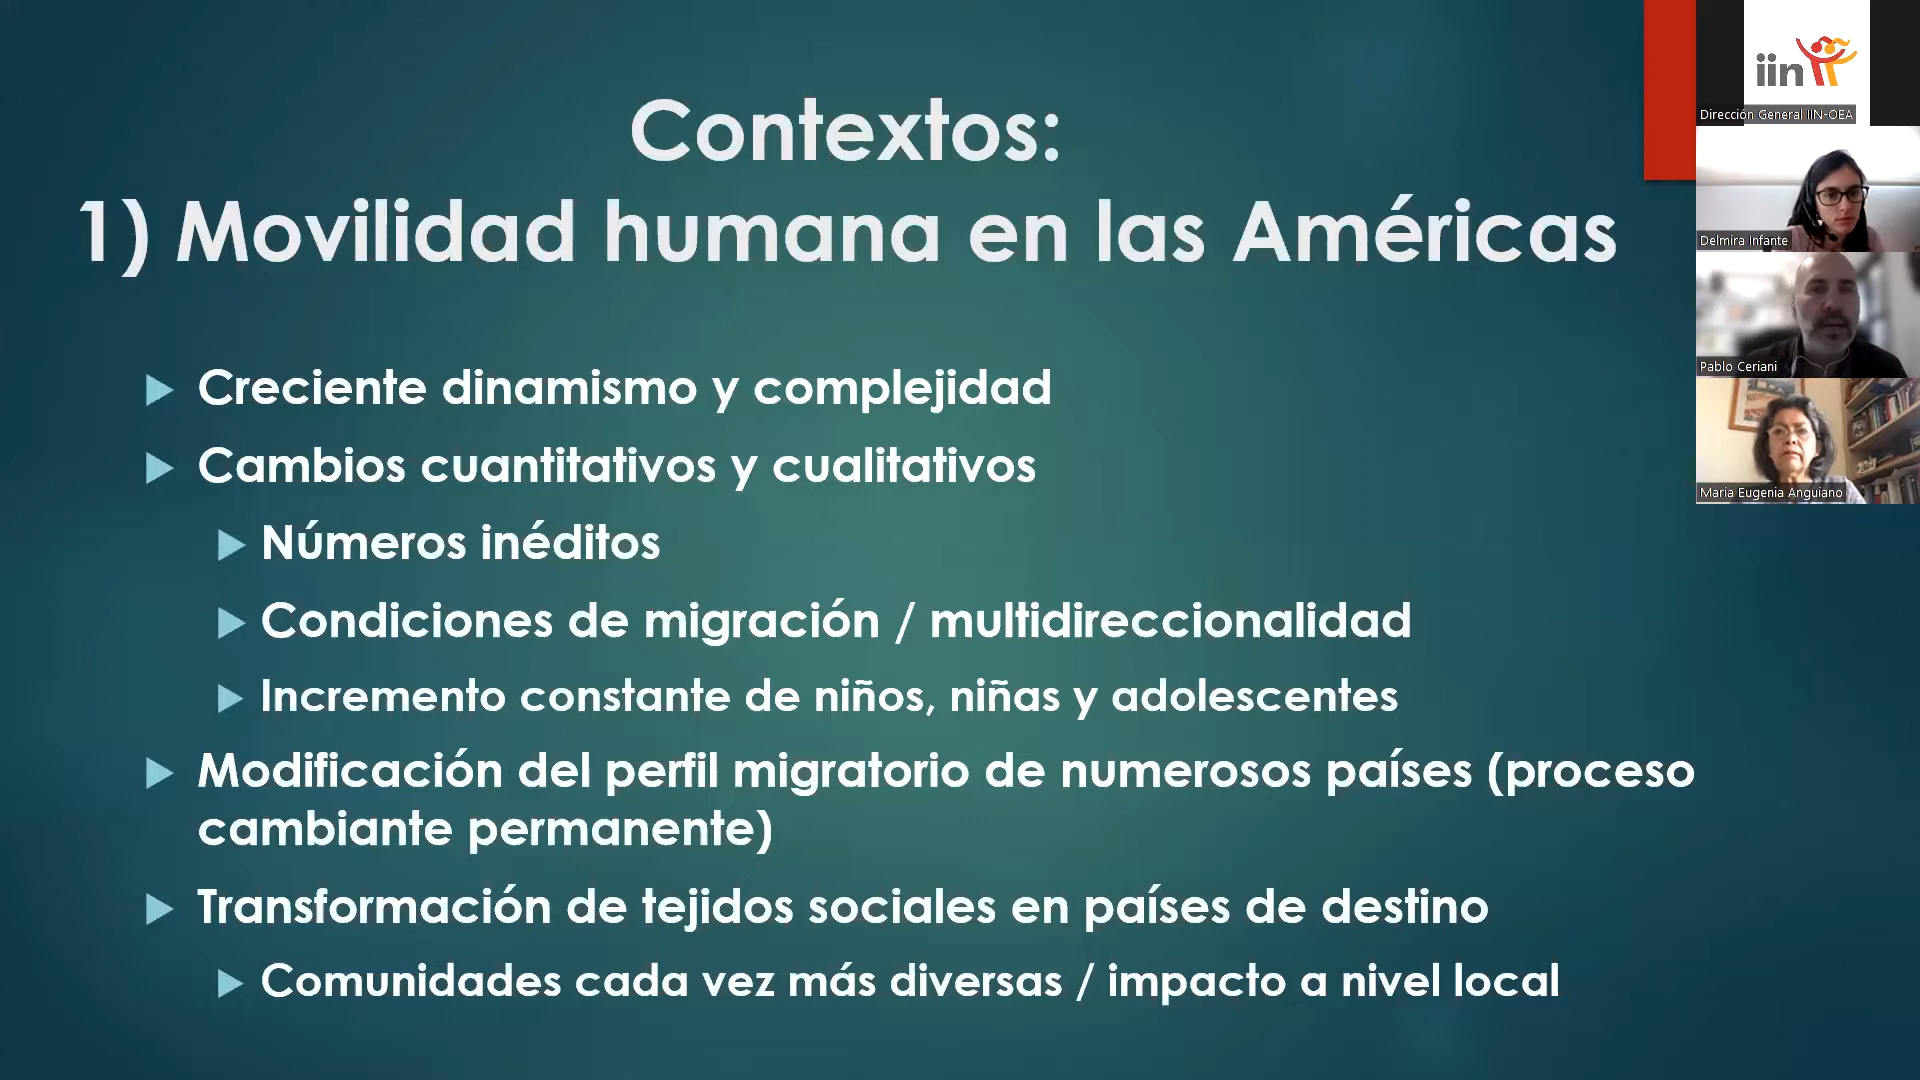 Contextos:
1) Movilidad humana en las Américas
Creciente dinamismo y complejidad
Cambios cuantitativos y cualitativos
Números inéditos
Condiciones de migración / multidireccionalidad
Incremento constante de niños, niñas y adolescentes
Modificación del perfil migratorio de numerosos países (proceso
cambiante permanente)
Transformación de tejidos sociales en países de destino
Comunidades cada vez más diversas / impacto a nivel local
iin
Dirección General IIN-OEA
Delmira Infante
Pablo Ceriani
Maria Eugenia Anguiano